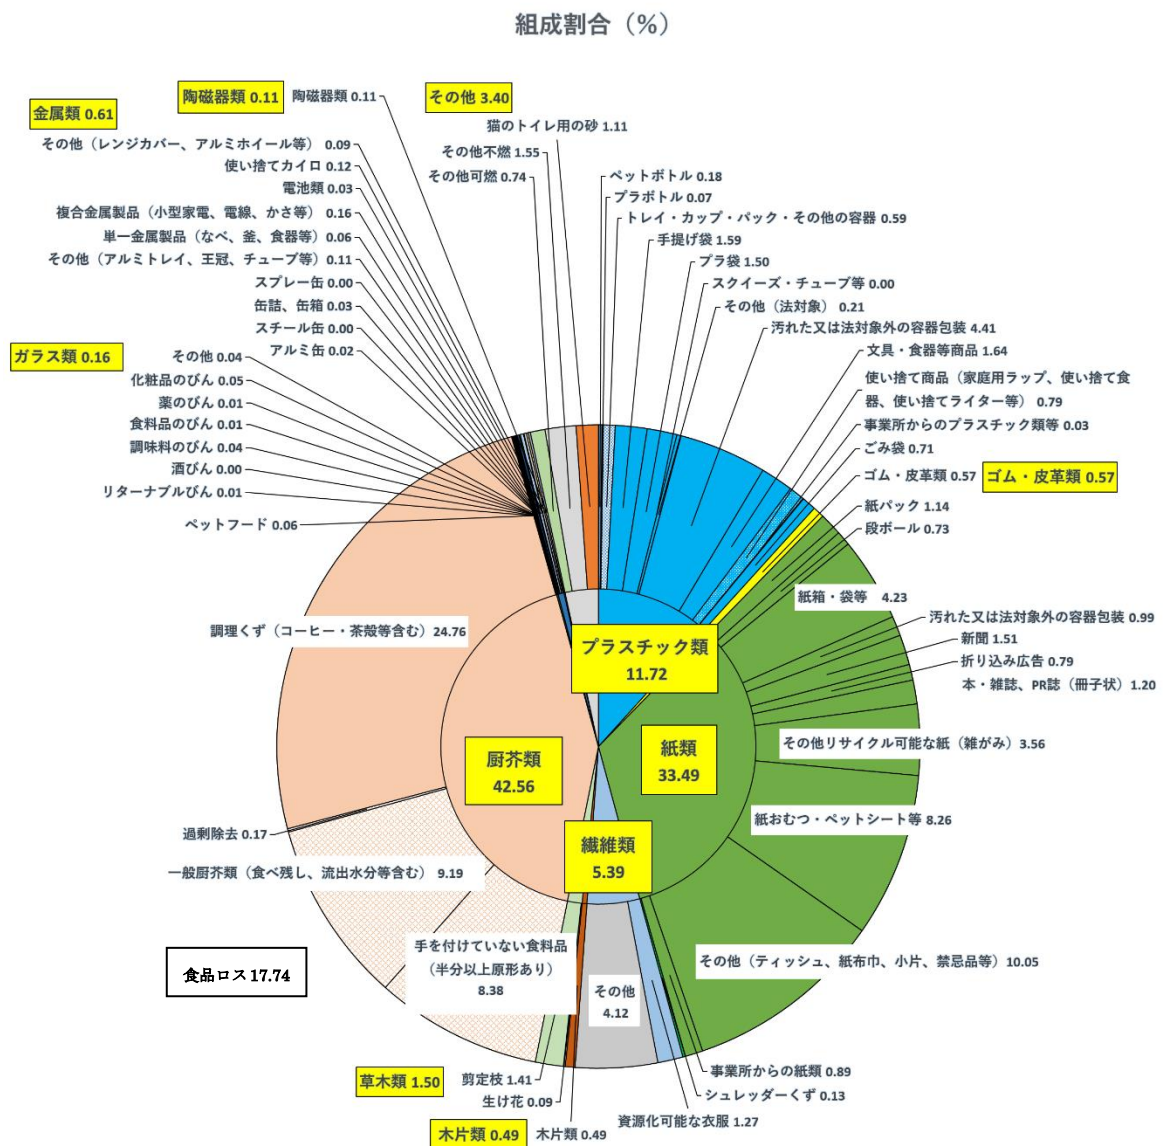 組成割合（%）
陶磁器類 0.11
陶磁器類 0.11
その他 3.40
金属類 0.61
猫のトイレ用の砂 1.11
その他不燃 1.55
その他可燃 0.74
その他（レンジカバー、アルミホイール等） 0.09
使い捨てカイロ 0.12
電池類 0.03
複合金属製品（小型家電、電線、かさ等） 0.16
単一金属製品（なべ、釜、食器等） 0.06
その他（アルミトレイ、王冠、チューブ等） 0.11
スプレー缶 0.00
缶詰、缶箱 0.03
スチール缶 0.00
アルミ缶 0.02
ガラス類 0.16
その他 0.04
化粧品のびん 0.05
薬のびん 0.01
食料品のびん 0.01
調味料のびん 0.04
酒びん 0.00
リターナブルびん 0.01
ペットフード 0.06
ペットボトル 0.18
プラボトル 0.07
トレイ・カップ・パック・その他の容器 0.59
手提げ袋 1.59
プラ袋 1.50
スクイーズ・チューブ等 0.00
その他（法対象） 0.21
汚れた又は法対象外の容器包装 4.41
文具・食器等商品 1.64
使い捨て商品（家庭用ラップ、使い捨て食
器、使い捨てライター等） 0.79
事業所からのプラスチック類等 0.03
ごみ袋 0.71
ゴム・皮革類 0.57
ゴム・皮革類 0.57
紙パック 1.14
段ボール 0.73
紙箱・袋等 4.23
汚れた又は法対象外の容器包装 0.99
新聞 1.51
折り込み広告 0.79
本・雑誌、PR誌（冊子状） 1.20
その他リサイクル可能な紙（雑がみ） 3.56
紙おむつ・ペットシート等 8.26
その他（ティッシュ、紙布巾、小片、禁忌品等） 10.05
事業所からの紙類 0.89
シュレッダーくず 0.13
資源化可能な衣服 1.27
その他
4.12
木片類 0.49
木片類 0.49
生け花 0.09
剪定枝 1.41
草木類 1.50
手を付けていない食料品
（半分以上原形あり）
8.38
食品ロス 17.74
一般厨芥類（食べ残し、流出水分等含む） 9.19
過剰除去 0.17
調理くず（コーヒー・茶殻等含む）24.76
プラスチック類
11.72
紙類
33.49
繊維類
5.39
厨芥類
42.56